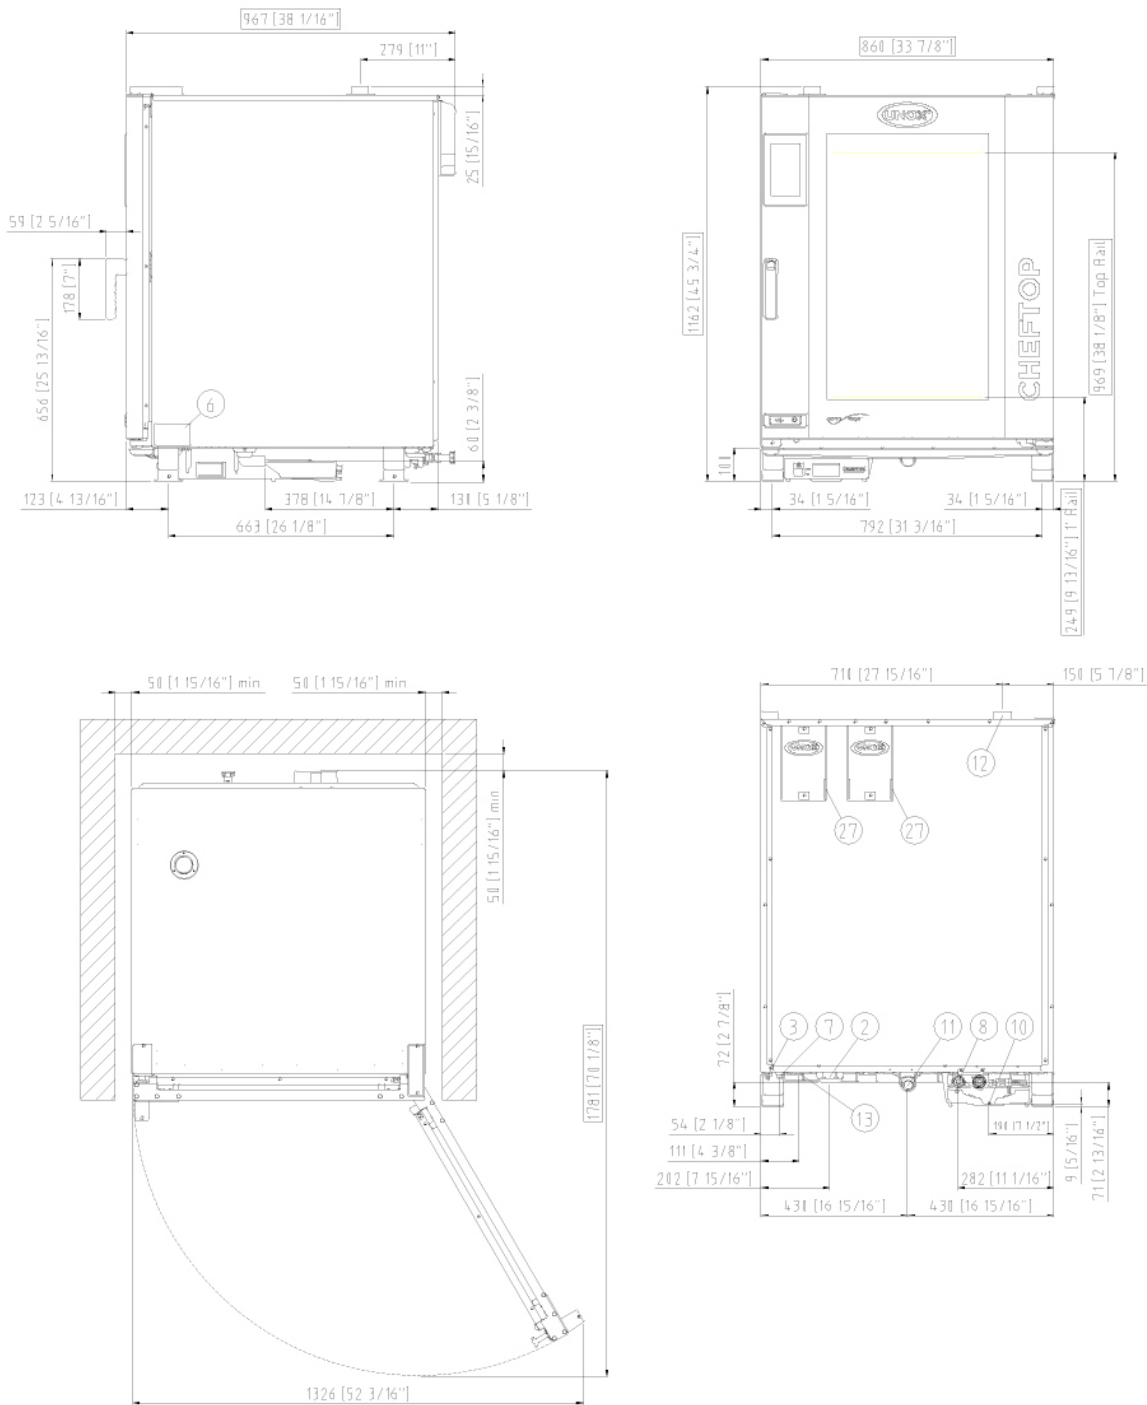 967 [38 1/16"]
279 [11"]
25 [15/16"]
59 [2 5/16"]
178 [7"]
656 [25 13/16"]
6
60 [2 3/8"]
123 [4 13/16"]
378 [14 7/8"]
130 [5 1/8"]
663 [26 1/8"]
860 [33 7/8"]
UNOX
1162 [45 3/4"]
CHEFTOP
969 [38 1/8"] Top Rail
100
34 [1 5/16"]
34 [1 5/16"]
792 [31 3/16"]
249 [9 13/16"] 1° Rail
50 [1 15/16"] min
50 [1 15/16"] min
50 [1 15/16"] min
1781 [70 1/8"]
1326 [52 3/16"]
710 [27 15/16"]
150 [5 7/8"]
UNOX
UNOX
12
27
27
72 [2 7/8"]
3
7
2
11
8
10
13
54 [2 1/8"]
190 [7 1/2"]
111 [4 3/8"]
202 [7 15/16"]
282 [11 1/16"]
9 [5/16"]
71 [2 13/16"]
430 [16 15/16"]
430 [16 15/16"]